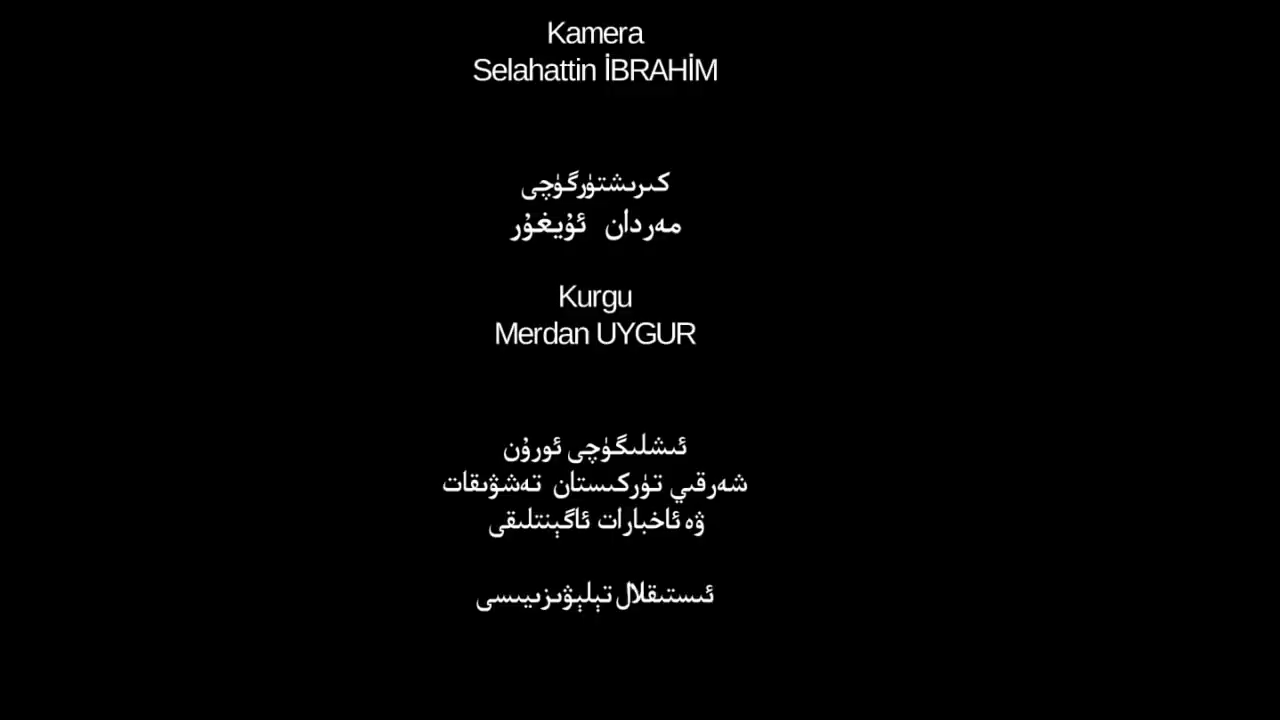 Kamera
Selahattin İBRAHİM
كىرىشتۈرگۈچى
مەردان ئۇيغۇر
Kurgu
Merdan UYGUR
ئىشلىگۈچى ئورۇن
شەرقىي تۈركىستان تەشۋىقات
ۋە ئاخبارات ئاگېنتلىقى
ئىستىقلال تېلېۋىزىيىسى